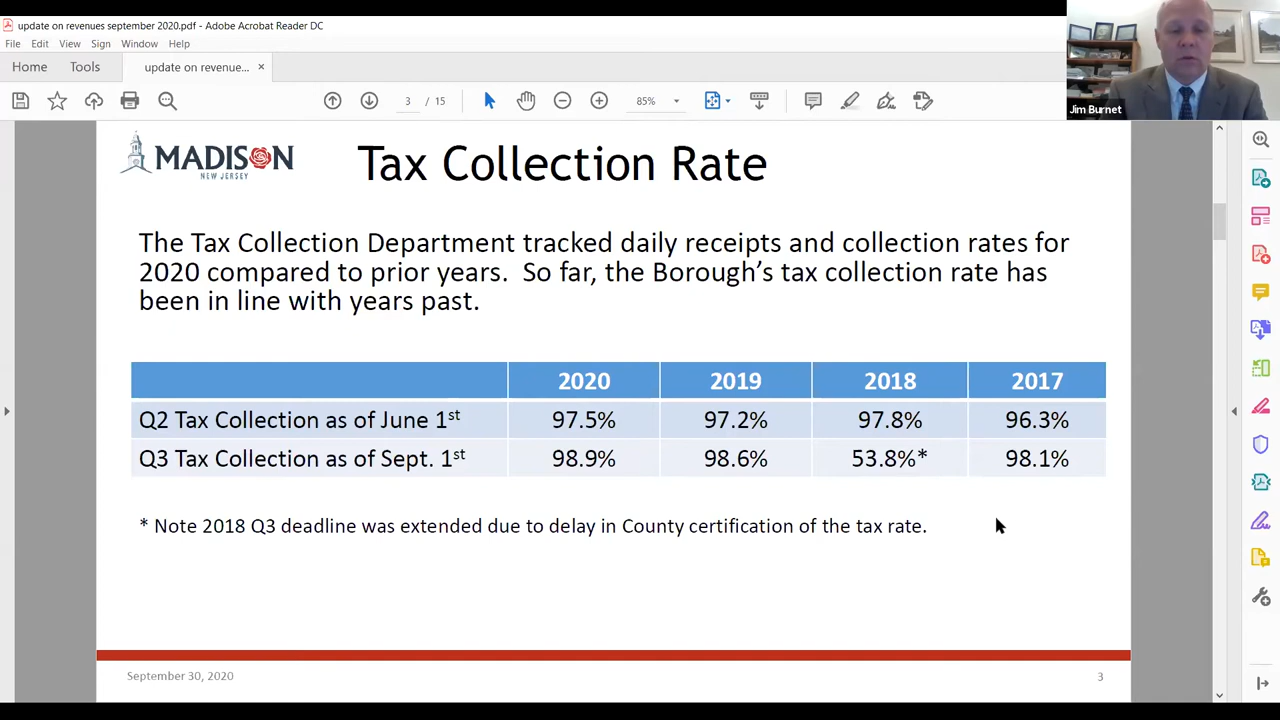 update on revenues september 2020.pdf - Adobe Acrobat Reader DC
File Edit View Sign Window Help
Home Tools update on revenue... ×
3 / 15 85%
Jim Burnet
MADISON
NEW JERSEY
Tax Collection Rate
The Tax Collection Department tracked daily receipts and collection rates for
2020 compared to prior years. So far, the Borough’s tax collection rate has
been in line with years past.
2020 2019 2018 2017
Q2 Tax Collection as of June 1st 97.5% 97.2% 97.8% 96.3%
Q3 Tax Collection as of Sept. 1st 98.9% 98.6% 53.8%* 98.1%
* Note 2018 Q3 deadline was extended due to delay in County certification of the tax rate.
September 30, 2020 3